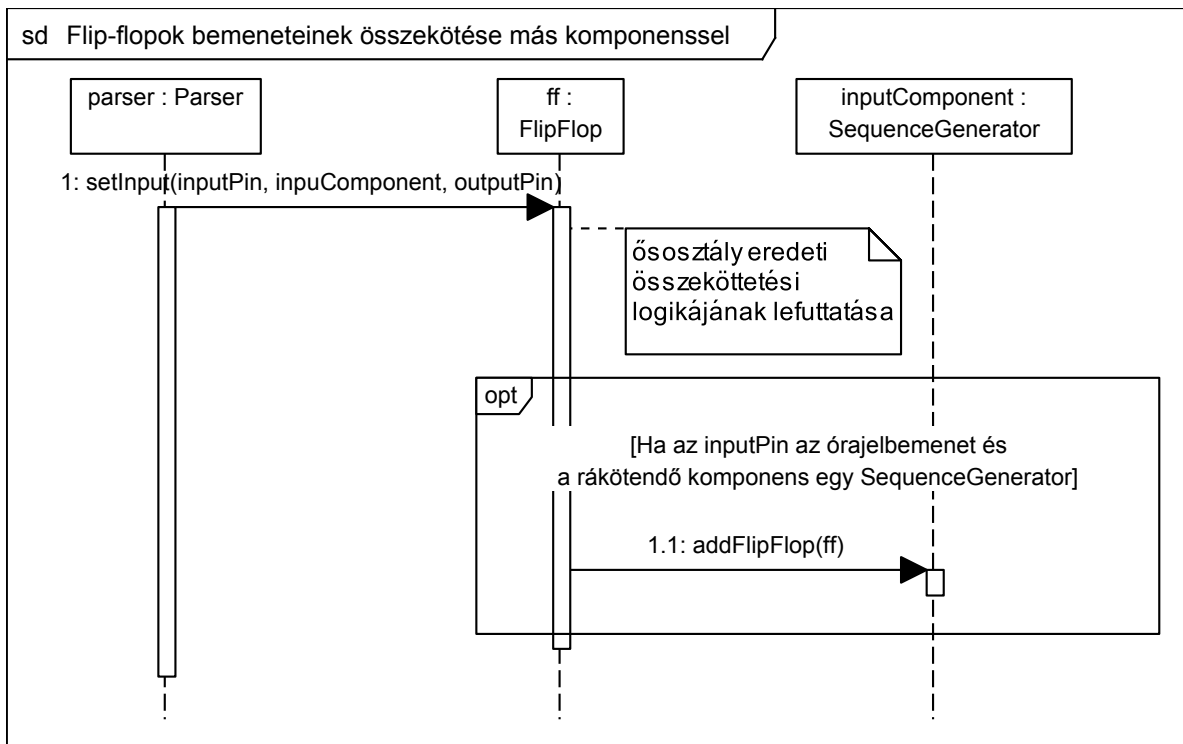 sd Flip-flopok bemeneteinek összekötése más komponenssel
parser : Parser
ff :
FlipFlop
inputComponent :
SequenceGenerator
1: setInput(inputPin, inpuComponent, outputPin)
ősosztály eredeti
összeköttetési
logikájának lefuttatása
opt
[Ha az inputPin az órajelbemenet és
a rákötendő komponens egy SequenceGenerator]
1.1: addFlipFlop(ff)